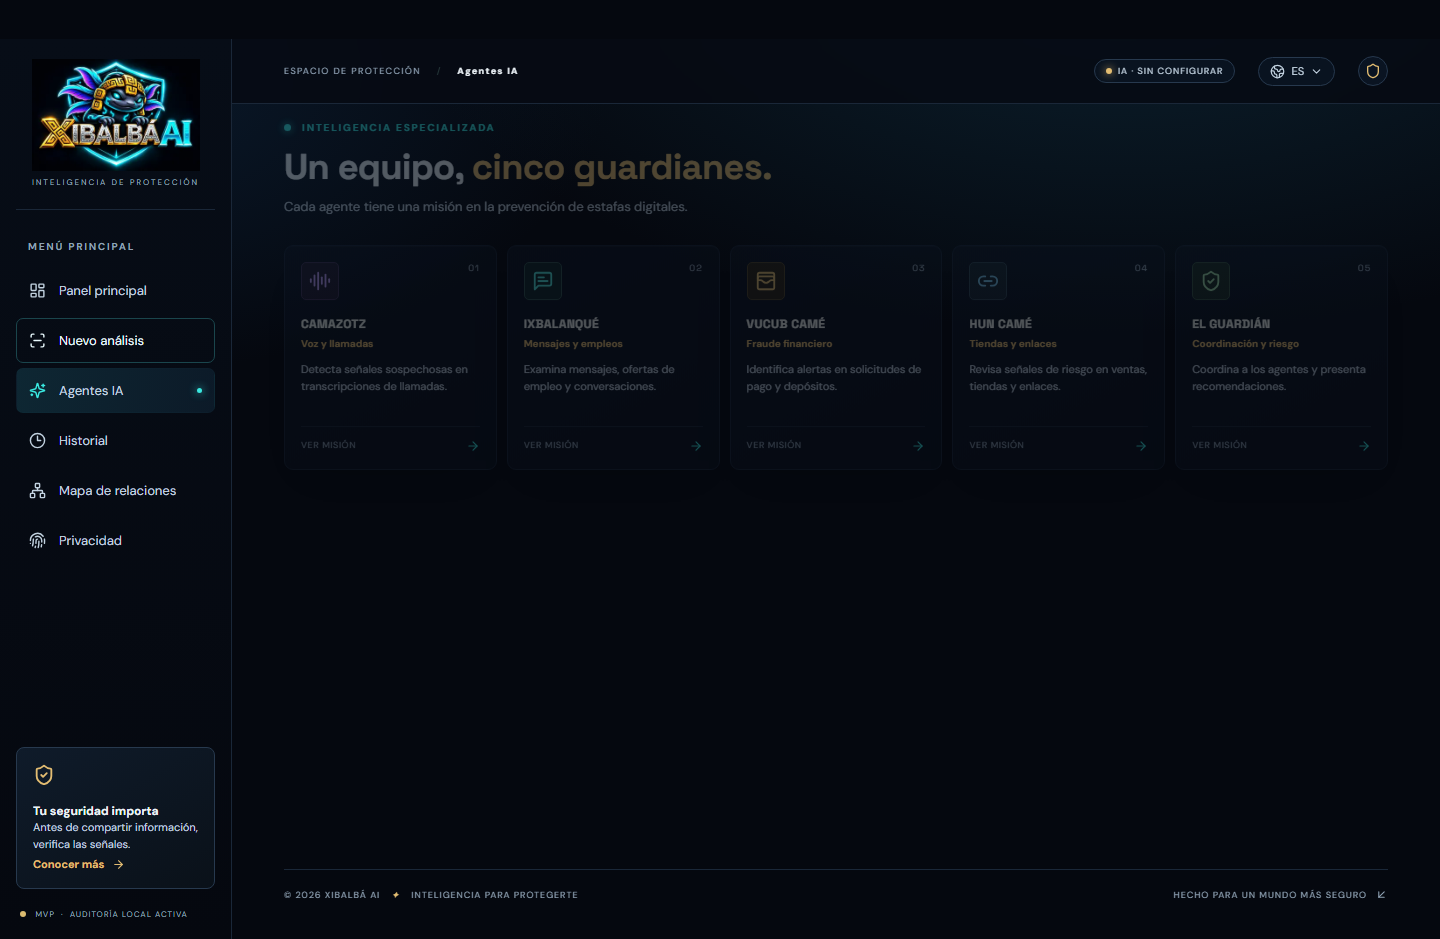 XIBALBÁ AI
INTELIGENCIA DE PROTECCIÓN
MENÚ PRINCIPAL
Panel principal
Nuevo análisis
Agentes IA
Historial
Mapa de relaciones
Privacidad
Tu seguridad importa
Antes de compartir información,
verifica las señales.
Conocer más
MVP · AUDITORÍA LOCAL ACTIVA
ESPACIO DE PROTECCIÓN / Agentes IA
IA · SIN CONFIGURAR
ES
INTELIGENCIA ESPECIALIZADA
Un equipo, cinco guardianes.
Cada agente tiene una misión en la prevención de estafas digitales.
01
CAMAZOTZ
Voz y llamadas
Detecta señales sospechosas en
transcripciones de llamadas.
VER MISIÓN
02
IXBALANQUÉ
Mensajes y empleos
Examina mensajes, ofertas de
empleo y conversaciones.
VER MISIÓN
03
VUCUB CAMÉ
Fraude financiero
Identifica alertas en solicitudes de
pago y depósitos.
VER MISIÓN
04
HUN CAMÉ
Tiendas y enlaces
Revisa señales de riesgo en ventas,
tiendas y enlaces.
VER MISIÓN
05
EL GUARDIÁN
Coordinación y riesgo
Coordina a los agentes y presenta
recomendaciones.
VER MISIÓN
© 2026 XIBALBÁ AI ✦ INTELIGENCIA PARA PROTEGERTE
HECHO PARA UN MUNDO MÁS SEGURO